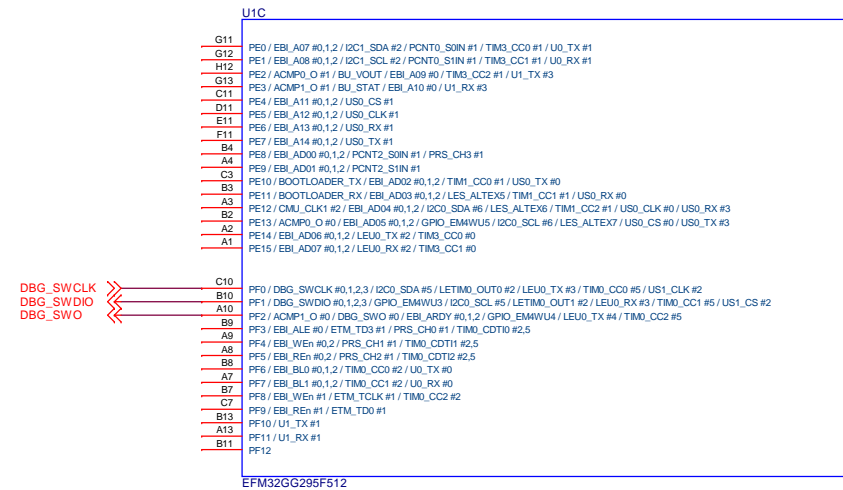 U1C
G11 PE0 / EBI_A07 #0,1,2 / I2C1_SDA #2 / PCNT0_S0IN #1 / TIM3_CC0 #1 / U0_TX #1
G12 PE1 / EBI_A08 #0,1,2 / I2C1_SCL #2 / PCNT0_S1IN #1 / TIM3_CC1 #1 / U0_RX #1
H12 PE2 / ACMP0_O #1 / BU_VOUT / EBI_A09 #0 / TIM3_CC2 #1 / U1_TX #3
G13 PE3 / ACMP1_O #1 / BU_STAT / EBI_A10 #0 / U1_RX #3
C11 PE4 / EBI_A11 #0,1,2 / US0_CS #1
D11 PE5 / EBI_A12 #0,1,2 / US0_CLK #1
E11 PE6 / EBI_A13 #0,1,2 / US0_RX #1
F11 PE7 / EBI_A14 #0,1,2 / US0_TX #1
B4 PE8 / EBI_AD00 #0,1,2 / PCNT2_S0IN #1 / PRS_CH3 #1
A4 PE9 / EBI_AD01 #0,1,2 / PCNT2_S1IN #1
C3 PE10 / BOOTLOADER_TX / EBI_AD02 #0,1,2 / TIM1_CC0 #1 / US0_TX #0
B3 PE11 / BOOTLOADER_RX / EBI_AD03 #0,1,2 / LES_ALTEX5 / TIM1_CC1 #1 / US0_RX #0
A3 PE12 / CMU_CLK1 #2 / EBI_AD04 #0,1,2 / I2C0_SDA #6 / LES_ALTEX6 / TIM1_CC2 #1 / US0_CLK #0 / US0_RX #3
B2 PE13 / ACMP0_O #0 / EBI_AD05 #0,1,2 / GPIO_EM4WU5 / I2C0_SCL #6 / LES_ALTEX7 / US0_CS #0 / US0_TX #3
A2 PE14 / EBI_AD06 #0,1,2 / LEU0_TX #2 / TIM3_CC0 #0
A1 PE15 / EBI_AD07 #0,1,2 / LEU0_RX #2 / TIM3_CC1 #0
DBG_SWCLK C10 PF0 / DBG_SWCLK #0,1,2,3 / I2C0_SDA #5 / LETIM0_OUT0 #2 / LEU0_TX #3 / TIM0_CC0 #5 / US1_CLK #2
DBG_SWDIO B10 PF1 / DBG_SWDIO #0,1,2,3 / GPIO_EM4WU3 / I2C0_SCL #5 / LETIM0_OUT1 #2 / LEU0_RX #3 / TIM0_CC1 #5 / US1_CS #2
DBG_SWO A10 PF2 / ACMP1_O #0 / DBG_SWO #0 / EBI_ARDY #0,1,2 / GPIO_EM4WU4 / LEU0_TX #4 / TIM0_CC2 #5
B9 PF3 / EBI_ALE #0 / ETM_TD3 #1 / PRS_CH0 #1 / TIM0_CDTI0 #2,5
A9 PF4 / EBI_WEn #0,2 / PRS_CH1 #1 / TIM0_CDTI1 #2,5
A8 PF5 / EBI_REn #0,2 / PRS_CH2 #1 / TIM0_CDTI2 #2,5
B8 PF6 / EBI_BL0 #0,1,2 / TIM0_CC0 #2 / U0_TX #0
A7 PF7 / EBI_BL1 #0,1,2 / TIM0_CC1 #2 / U0_RX #0
B7 PF8 / EBI_WEn #1 / ETM_TCLK #1 / TIM0_CC2 #2
C7 PF9 / EBI_REn #1 / ETM_TD0 #1
B13 PF10 / U1_TX #1
A13 PF11 / U1_RX #1
B11 PF12
EFM32GG295F512